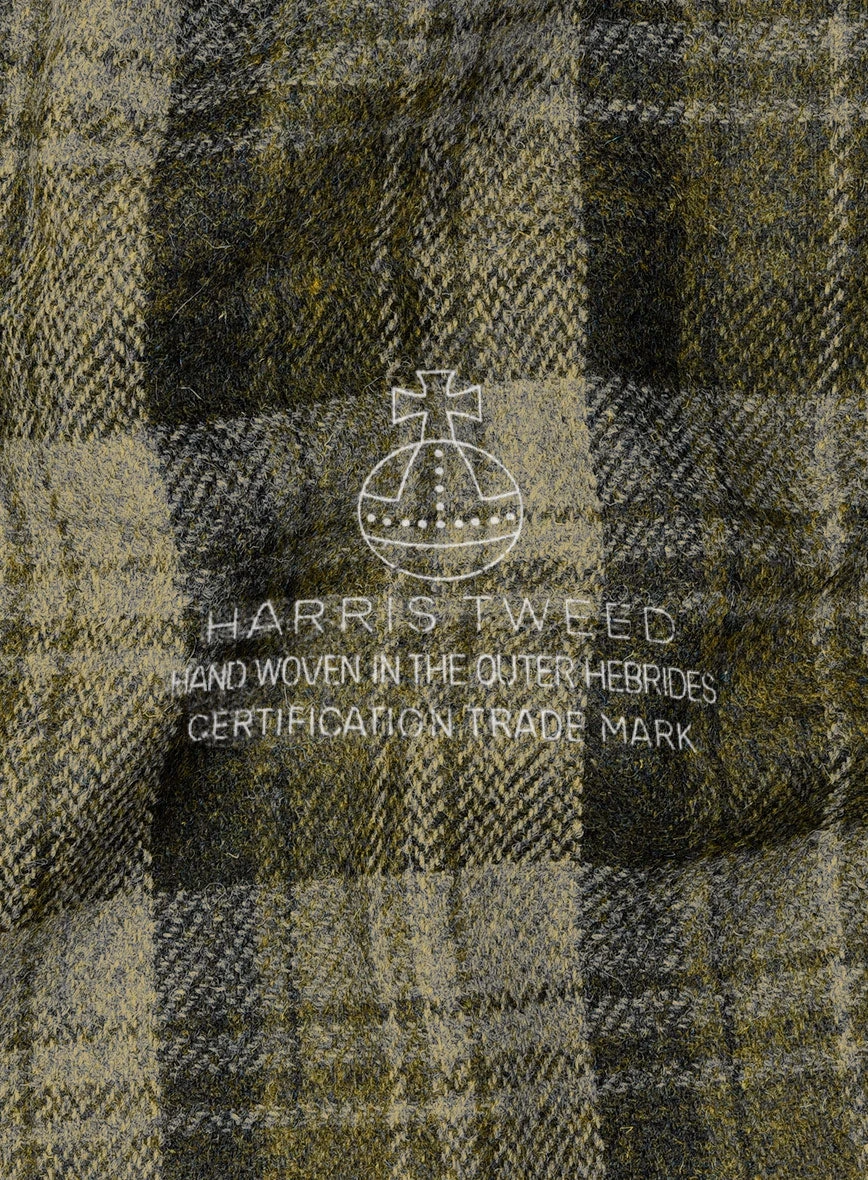 HARRIS TWEED
HAND WOVEN IN THE OUTER HEBRIDES
CERTIFICATION TRADE MARK